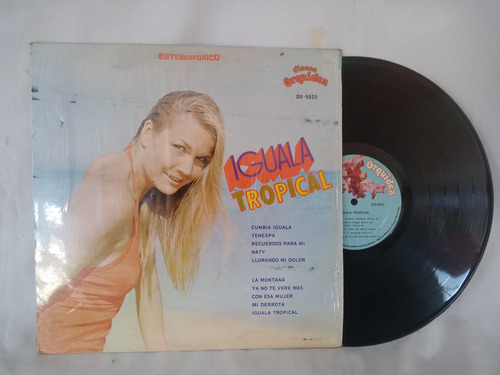 ESTEREOFONICO
discos
Orquidea
DO-5025
IGUALA
TROPICAL
CUMBIA IGUALA
TENEXPA
RECUERDOS PARA MI
NATY
LLORANDO MI DOLOR
LA MONTAÑA
YA NO TE VERE MAS
CON ESA MUJER
MI DERROTA
IGUALA TROPICAL
Orquidea
IGUALA TROPICAL